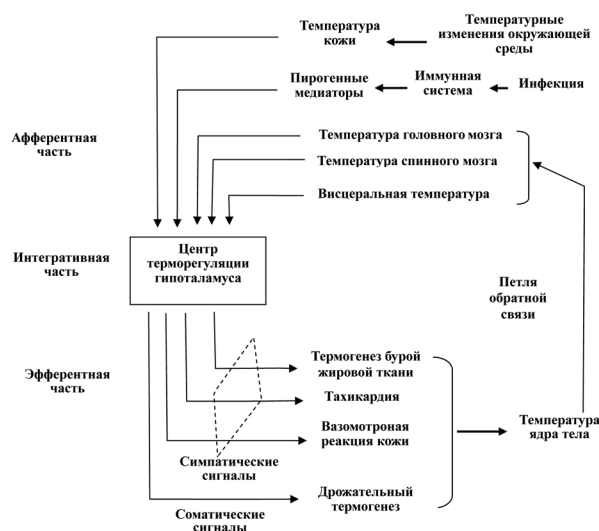 Температура
кожи
Температурные
изменения окружающей
среды
Пирогенные
медиаторы
Иммунная
система
Инфекция
Афферентная
часть
Температура головного мозга
Температура спинного мозга
Висцеральная температура
Интегративная
часть
Центр
терморегуляции
гипоталамуса
Петля
обратной
связи
Эфферентная
часть
Термогенез бурой
жировой ткани
Тахикардия
Вазомотроная
реакция кожи
Температура
ядра тела
Симпатические
сигналы
Дрожательный
термогенез
Соматические
сигналы